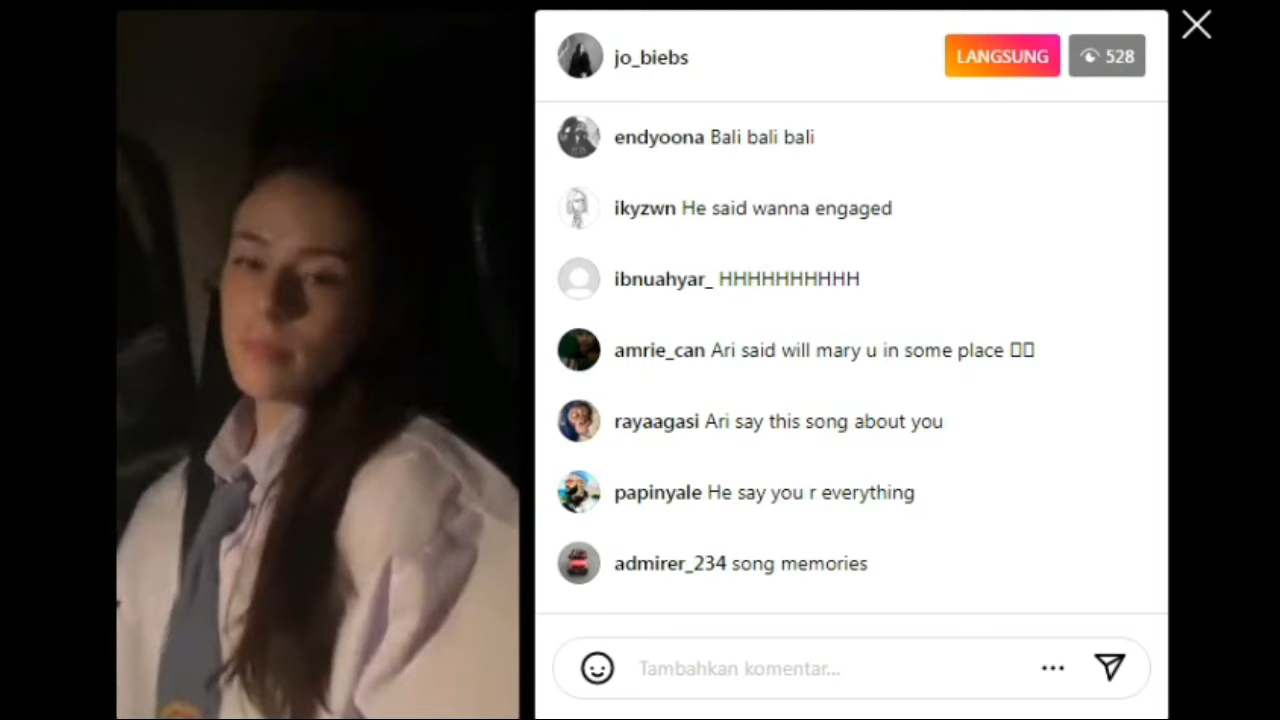 jo_biebs
LANGSUNG
528
endyoona Bali bali bali
ikyzwn He said wanna engaged
ibnuahyar_ HHHHHHHHHH
amrie_can Ari said will mary u in some place
rayaagasi Ari say this song about you
papinyale He say you r everything
admirer_234 song memories
Tambahkan komentar...